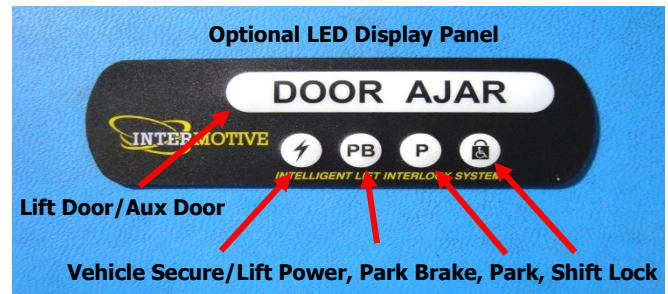 Optional LED Display Panel
DOOR AJAR
INTERMOTIVE
PB P
INTELLIGENT LIFT INTERLOCK SYSTEM
Lift Door/Aux Door
Vehicle Secure/Lift Power, Park Brake, Park, Shift Lock